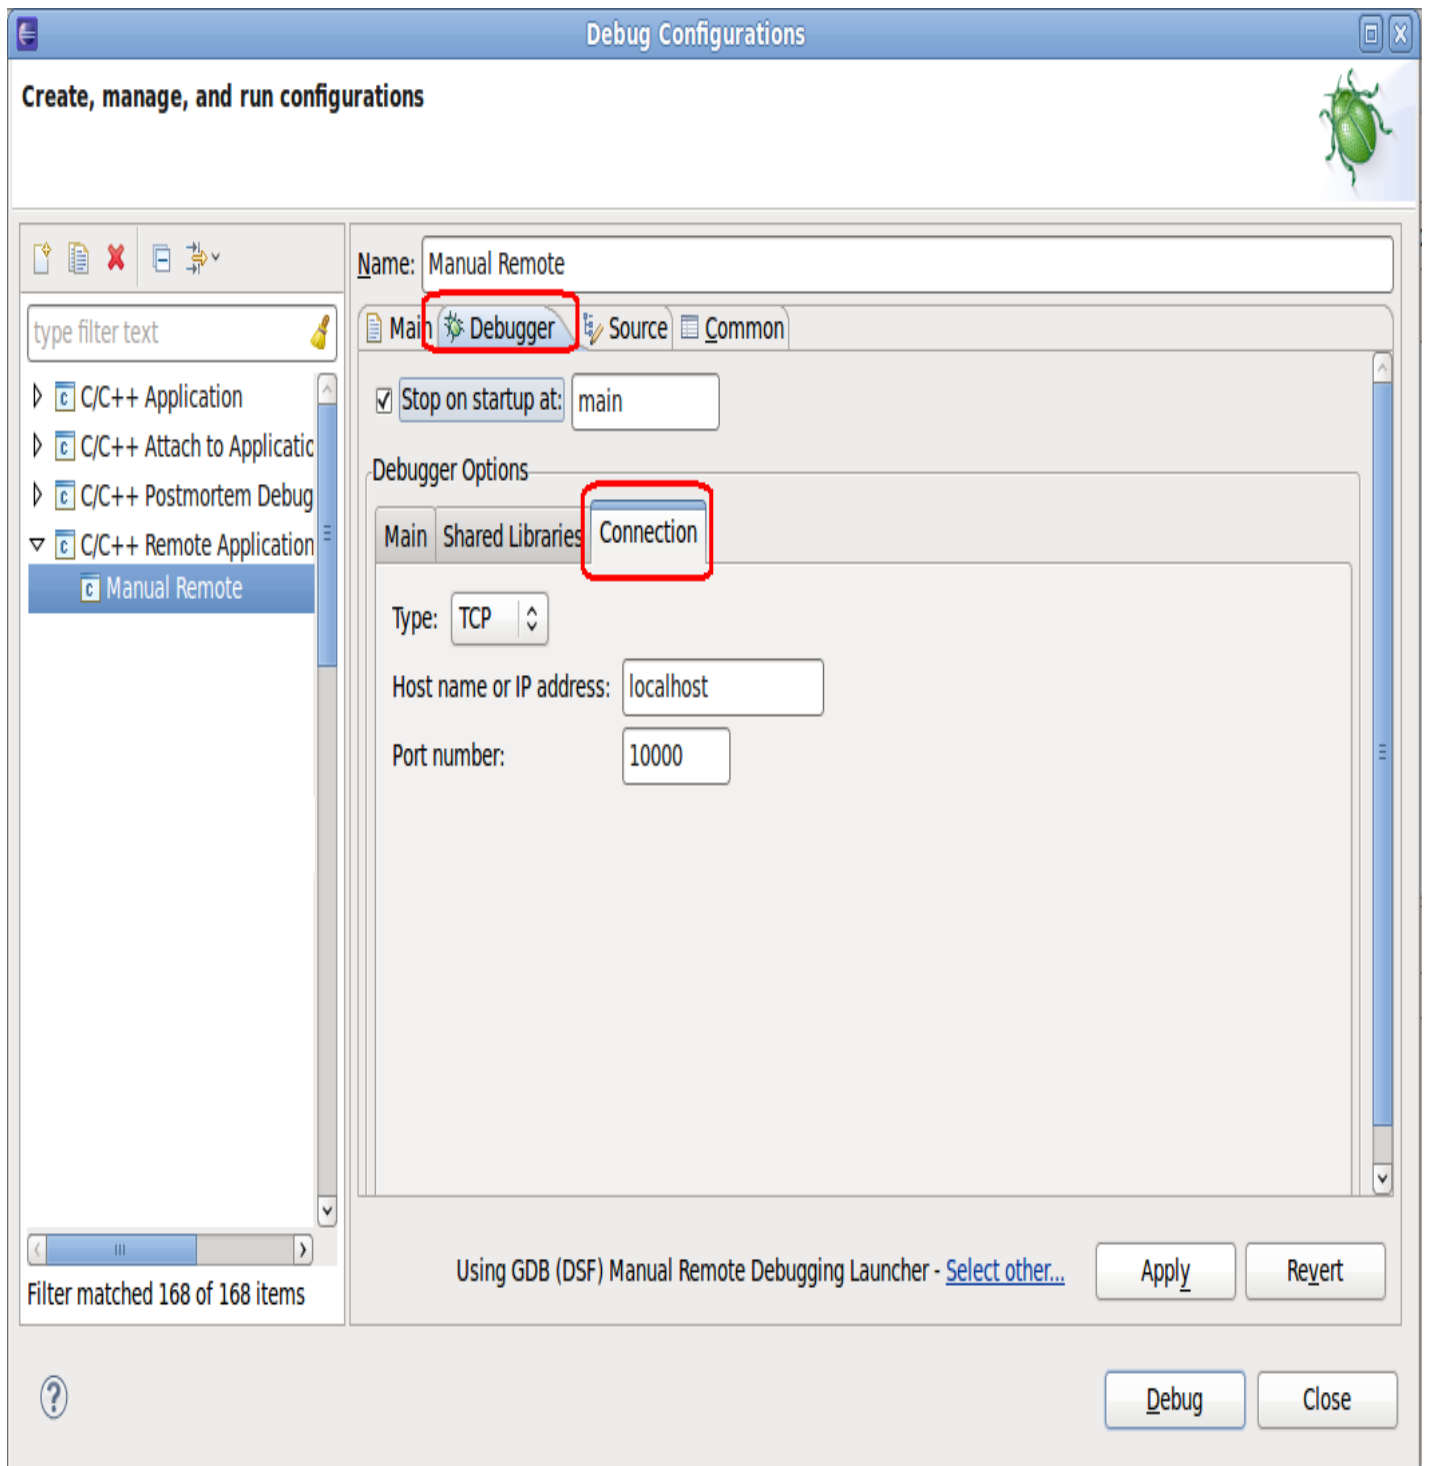 Debug Configurations
Create, manage, and run configurations
type filter text
C/C++ Application
C/C++ Attach to Applicatic
C/C++ Postmortem Debug
C/C++ Remote Application
Manual Remote
Filter matched 168 of 168 items
Name: Manual Remote
Main Debugger Source Common
Stop on startup at: main
Debugger Options
Main Shared Libraries Connection
Type: TCP
Host name or IP address: localhost
Port number: 10000
Using GDB (DSF) Manual Remote Debugging Launcher - Select other... Apply Revert
Debug Close